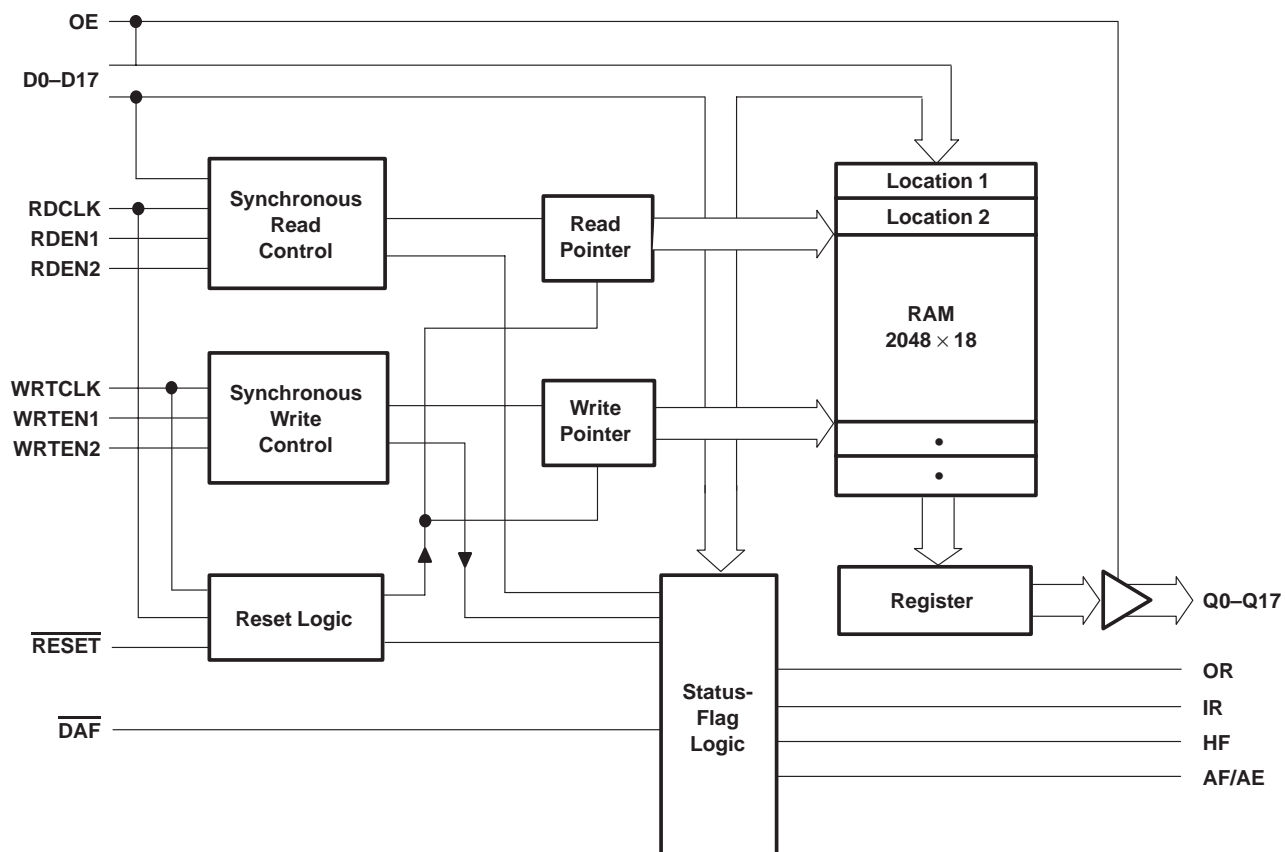 OE
D0–D17
RDCLK
RDEN1
RDEN2
WRTCLK
WRTEN1
WRTEN2
RESET
DAF
Synchronous
Read
Control
Synchronous
Write
Control
Reset Logic
Read
Pointer
Write
Pointer
Location 1
Location 2
RAM
2048 × 18
•
•
Register
Status-
Flag
Logic
Q0–Q17
OR
IR
HF
AF/AE